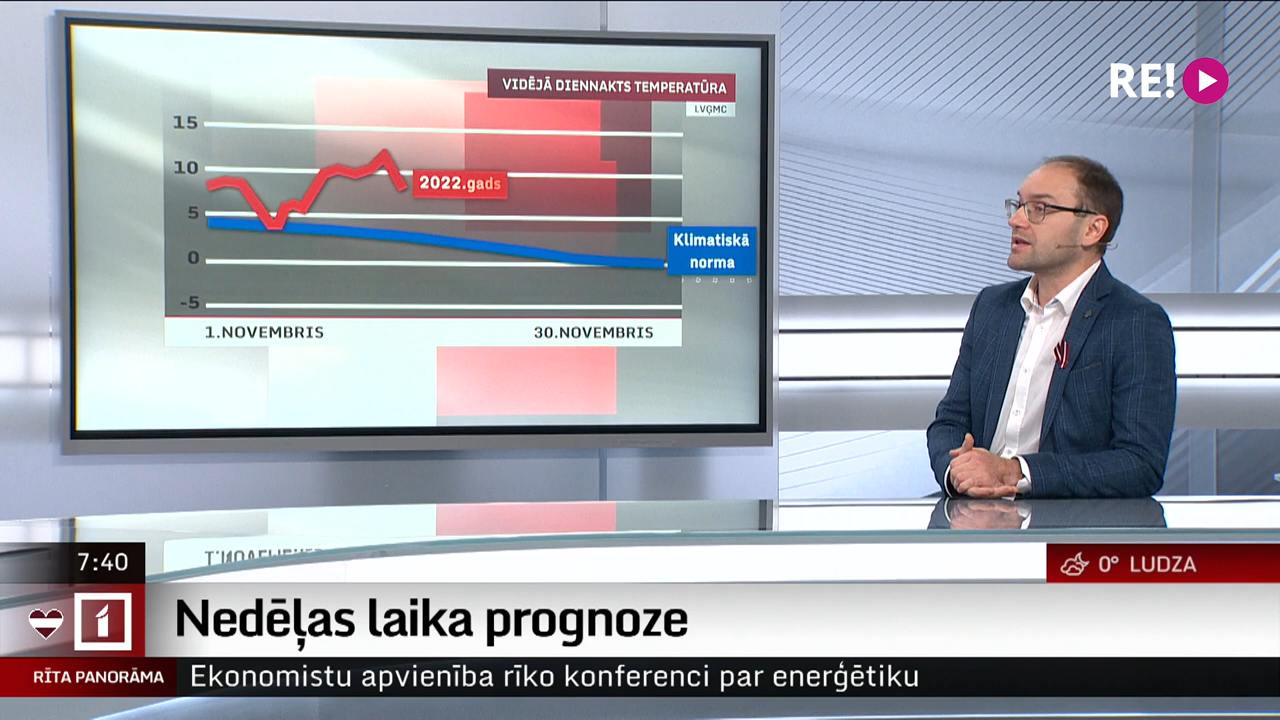 VIDĒJĀ DIENNAKTS TEMPERATŪRA
LVĢMC
RE!
15
10
2022.gads
5
Klimatiskā
norma
0
-5
1.NOVEMBRIS
30.NOVEMBRIS
7:40
0° LUDZA
1
Nedēļas laika prognoze
RĪTA PANORĀMA
Ekonomistu apvienība rīko konferenci par enerģētiku